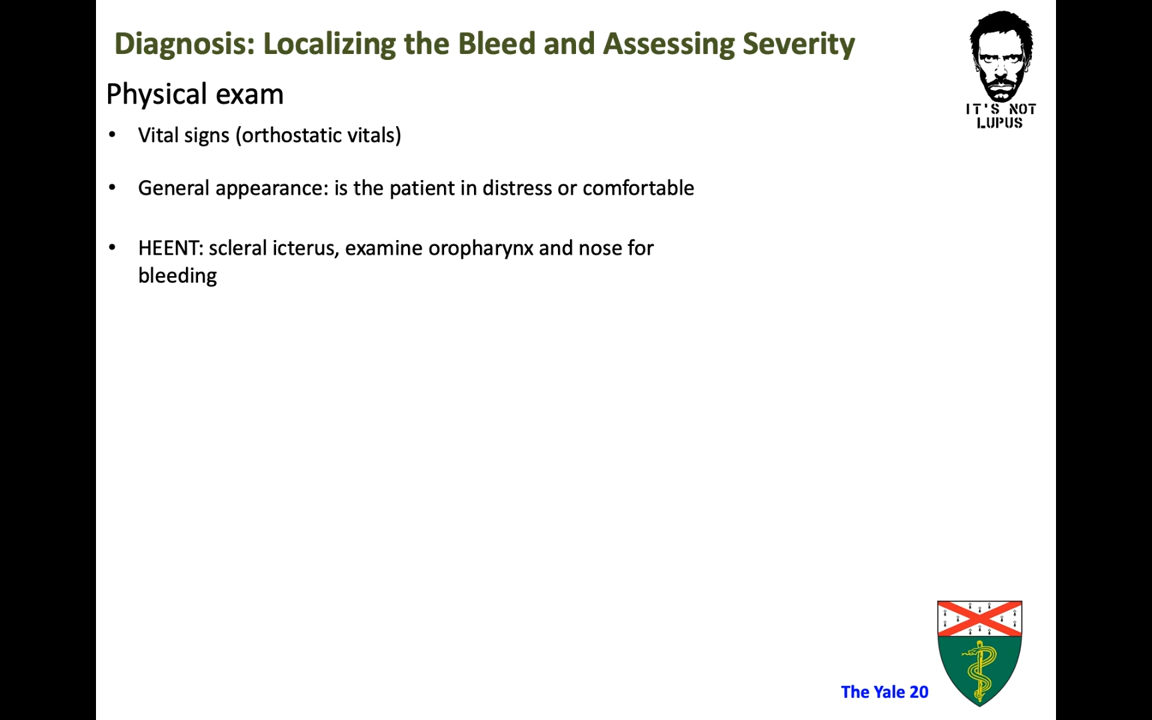 Diagnosis: Localizing the Bleed and Assessing Severity
IT'S NOT
LUPUS
Physical exam
• Vital signs (orthostatic vitals)
• General appearance: is the patient in distress or comfortable
• HEENT: scleral icterus, examine oropharynx and nose for
bleeding
The Yale 20